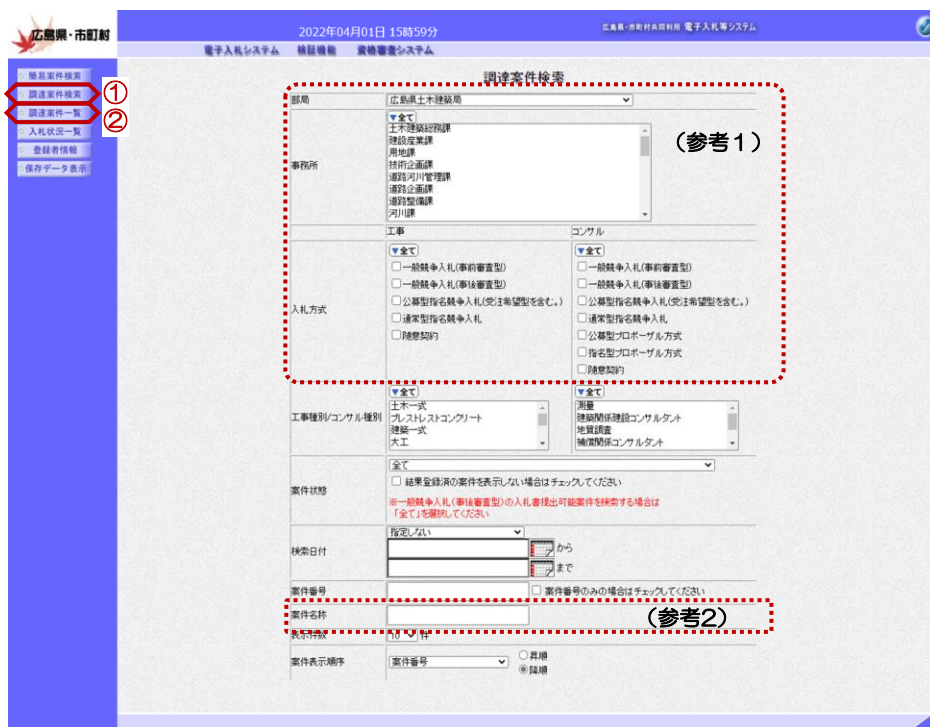 広島県・市町村
2022年04月01日 15時59分
広島県・市町村共同利用 電子入札等システム
電子入札システム 検証機能 資格審査システム
簡易案件検索
調達案件検索 ①
調達案件一覧 ②
入札状況一覧
登録者情報
保存データ表示
調達案件検索
部局 広島県土木建築局
(参考1)
事務所
▼全て
土木建築総務課
建設産業課
用地課
技術企画課
道路河川管理課
道路企画課
道路整備課
河川課
工事 コンサル
入札方式
▼全て ▼全て
一般競争入札(事前審査型) 一般競争入札(事前審査型)
一般競争入札(事後審査型) 一般競争入札(事後審査型)
公募型指名競争入札(受注希望型を含む。) 公募型指名競争入札(受注希望型を含む。)
通常型指名競争入札 通常型指名競争入札
随意契約 公募型プロポーザル方式
指名型プロポーザル方式
随意契約
工事種別/コンサル種別
▼全て ▼全て
土木一式 測量
プレストレストコンクリート 建築関係建設コンサルタント
建築一式 地質調査
大工 補償関係コンサルタント
案件状態
全て
結果登録済の案件を表示しない場合はチェックしてください
※一般競争入札(事後審査型)の入札書提出可能案件を検索する場合は
「全て」を選択してください
検索日付
指定しない
から
まで
案件番号 案件番号のみの場合はチェックしてください
案件名称 (参考2)
表示件数 10 件
案件表示順序 案件番号 昇順
降順